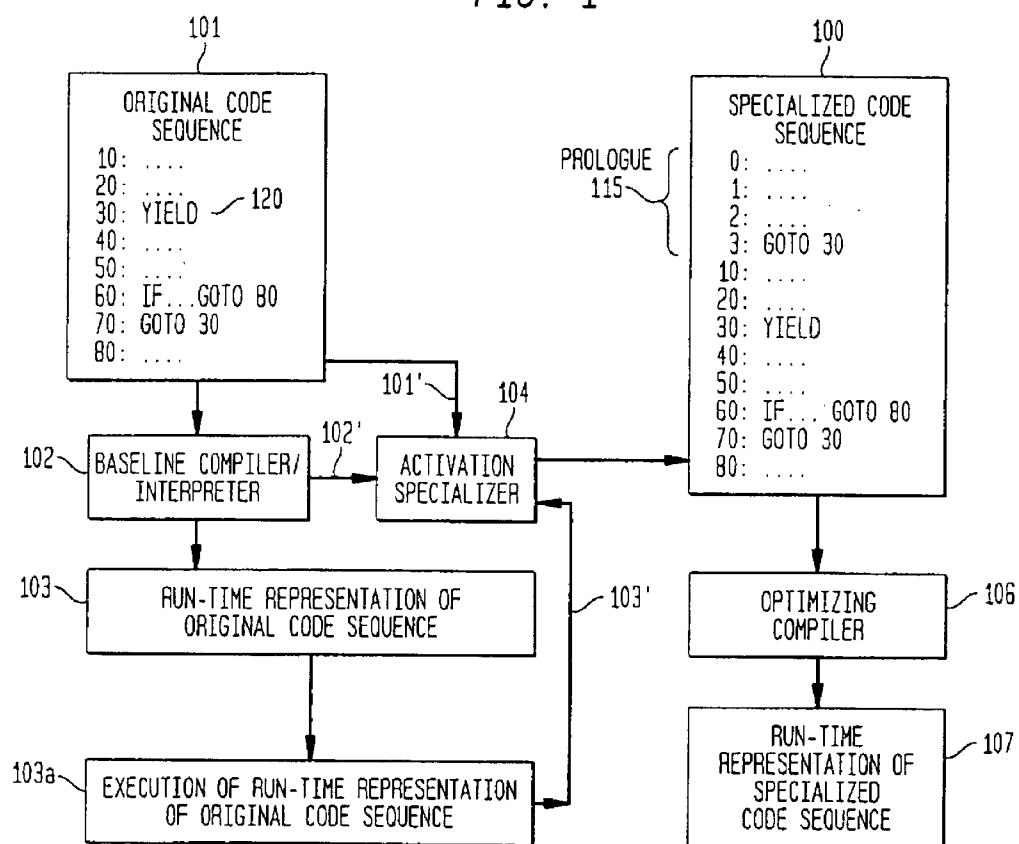 FIG. 1
101
ORIGINAL CODE
SEQUENCE
10: ....
20: ....
30: YIELD
120
40: ....
50: ....
60: IF...GOTO 80
70: GOTO 30
80: ....
100
SPECIALIZED CODE
SEQUENCE
PROLOGUE
115
0: ....
1: ....
2: ....
3: GOTO 30
10: ....
20: ....
30: YIELD
40: ....
50: ....
60: IF... GOTO 80
70: GOTO 30
80: ....
101'
102
BASELINE COMPILER/
INTERPRETER
102'
104
ACTIVATION
SPECIALIZER
103
RUN-TIME REPRESENTATION OF
ORIGINAL CODE SEQUENCE
103'
OPTIMIZING
COMPILER
106
103a
EXECUTION OF RUN-TIME REPRESENTATION
OF ORIGINAL CODE SEQUENCE
RUN-TIME
REPRESENTATION OF
SPECIALIZED
CODE SEQUENCE
107